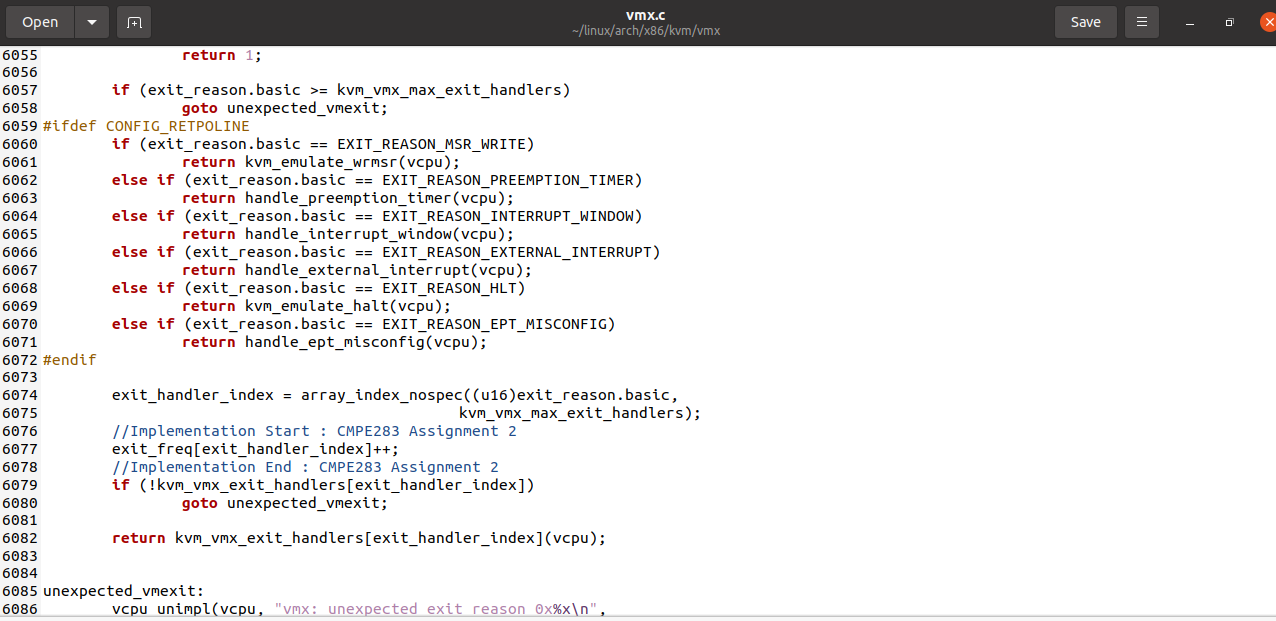 Open
vmx.c
~/linux/arch/x86/kvm/vmx
Save
6055 return 1;
6056
6057 if (exit_reason.basic >= kvm_vmx_max_exit_handlers)
6058 goto unexpected_vmexit;
6059 #ifdef CONFIG_RETPOLINE
6060 if (exit_reason.basic == EXIT_REASON_MSR_WRITE)
6061 return kvm_emulate_wrmsr(vcpu);
6062 else if (exit_reason.basic == EXIT_REASON_PREEMPTION_TIMER)
6063 return handle_preemption_timer(vcpu);
6064 else if (exit_reason.basic == EXIT_REASON_INTERRUPT_WINDOW)
6065 return handle_interrupt_window(vcpu);
6066 else if (exit_reason.basic == EXIT_REASON_EXTERNAL_INTERRUPT)
6067 return handle_external_interrupt(vcpu);
6068 else if (exit_reason.basic == EXIT_REASON_HLT)
6069 return kvm_emulate_halt(vcpu);
6070 else if (exit_reason.basic == EXIT_REASON_EPT_MISCONFIG)
6071 return handle_ept_misconfig(vcpu);
6072 #endif
6073
6074 exit_handler_index = array_index_nospec((u16)exit_reason.basic,
6075 kvm_vmx_max_exit_handlers);
6076 //Implementation Start : CMPE283 Assignment 2
6077 exit_freq[exit_handler_index]++;
6078 //Implementation End : CMPE283 Assignment 2
6079 if (!kvm_vmx_exit_handlers[exit_handler_index])
6080 goto unexpected_vmexit;
6081
6082 return kvm_vmx_exit_handlers[exit_handler_index](vcpu);
6083
6084
6085 unexpected_vmexit:
6086 vcpu_unimpl(vcpu, "vmx: unexpected exit reason 0x%x\n",